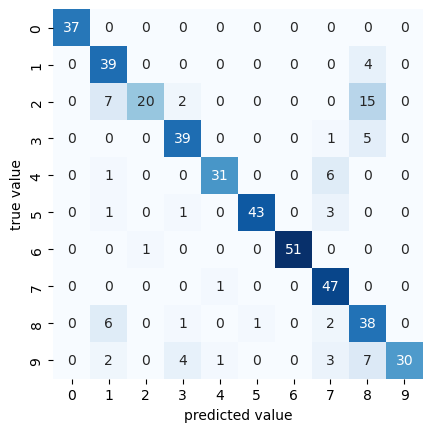 0 37 0 0 0 0 0 0 0 0 0
1 0 39 0 0 0 0 0 0 4 0
2 0 7 20 2 0 0 0 0 15 0
3 0 0 0 39 0 0 0 1 5 0
4 0 1 0 0 31 0 0 6 0 0
5 0 1 0 1 0 43 0 3 0 0
6 0 0 1 0 0 0 51 0 0 0
7 0 0 0 0 1 0 0 47 0 0
8 0 6 0 1 0 1 0 2 38 0
9 0 2 0 4 1 0 0 3 7 30
0 1 2 3 4 5 6 7 8 9
predicted value
true value